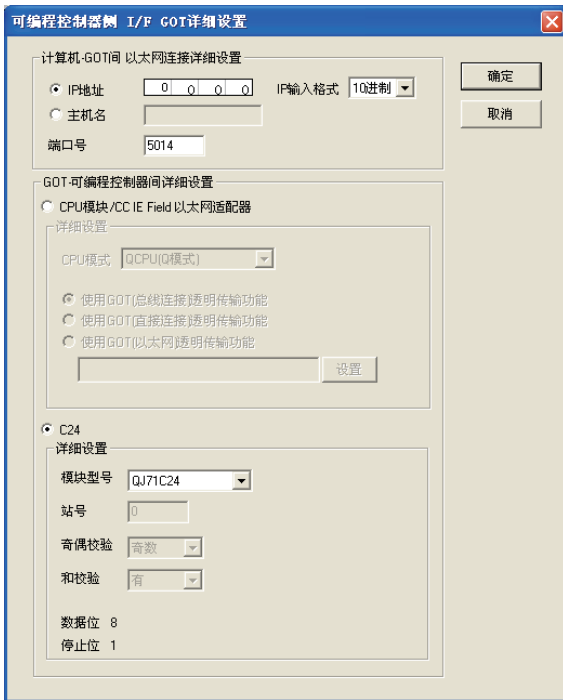 可编程控制器侧 I/F GOT详细设置
计算机-GOT间 以太网连接详细设置
IP地址 0 0 0 0 IP输入格式 10进制
主机名
端口号 5014
确定
取消
GOT-可编程控制器间详细设置
CPU模块/CC IE Field 以太网适配器
详细设置
CPU模式 QCPU(Q模式)
使用GOT(总线连接)透明传输功能
使用GOT(直接连接)透明传输功能
使用GOT(以太网)透明传输功能
设置
C24
详细设置
模块型号 QJ71C24
站号 0
奇偶校验 奇数
和校验 有
数据位 8
停止位 1